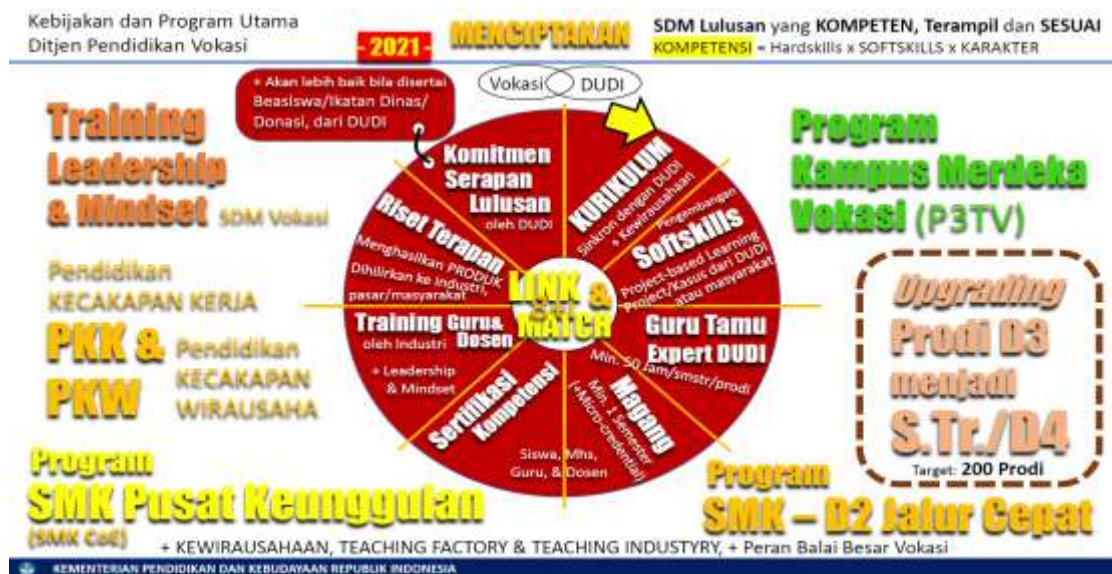 Kebijakan dan Program Utama
Ditjen Pendidikan Vokasi
- 2021 -
MENCIPTAKAN
SDM Lulusan yang KOMPETEN, Terampil dan SESUAI
KOMPETENSI = Hardskills x SOFTSKILLS x KARAKTER
+ Akan lebih baik bila disertai
Beasiswa/Ikatan Dinas/
Donasi, dari DUDI
Vokasi
DUDI
Training
Leadership
& Mindset SDM Vokasi
Pendidikan
KECAKAPAN KERJA
PKK &
PKW
Pendidikan
KECAKAPAN
WIRAUSAHA
Komitmen
Serapan
Lulusan
oleh DUDI
KURIKULUM
Sinkron dengan DUDI
+ Kewirausahaan
Pengembangan
Softskills
Project-based Learning
Project/Kasus dari DUDI
atau masyarakat
Guru Tamu
Expert DUDI
Min. 50 Jam/smstr/prodi
Magang
Min. 1 Semester
(+Micro-credential)
Sertifikasi
Kompetensi
Siswa, Mhs,
Guru, & Dosen
Training Guru&
oleh Industri Dosen
+ Leadership
& Mindset
Riset Terapan
Menghasilkan PRODUK
Dihilirkan ke Industri,
pasar/masyarakat
LINK &
MATCH
8+i
Program
Kampus Merdeka
Vokasi (P3TV)
Upgrading
Prodi D3
menjadi
S.Tr./D4
Target: 200 Prodi
Program
SMK Pusat Keunggulan
(SMK CoE)
Program
SMK – D2 Jalur Cepat
+ KEWIRAUSAHAAN, TEACHING FACTORY & TEACHING INDUSTYRY, + Peran Balai Besar Vokasi
KEMENTERIAN PENDIDIKAN DAN KEBUDAYAAN REPUBLIK INDONESIA